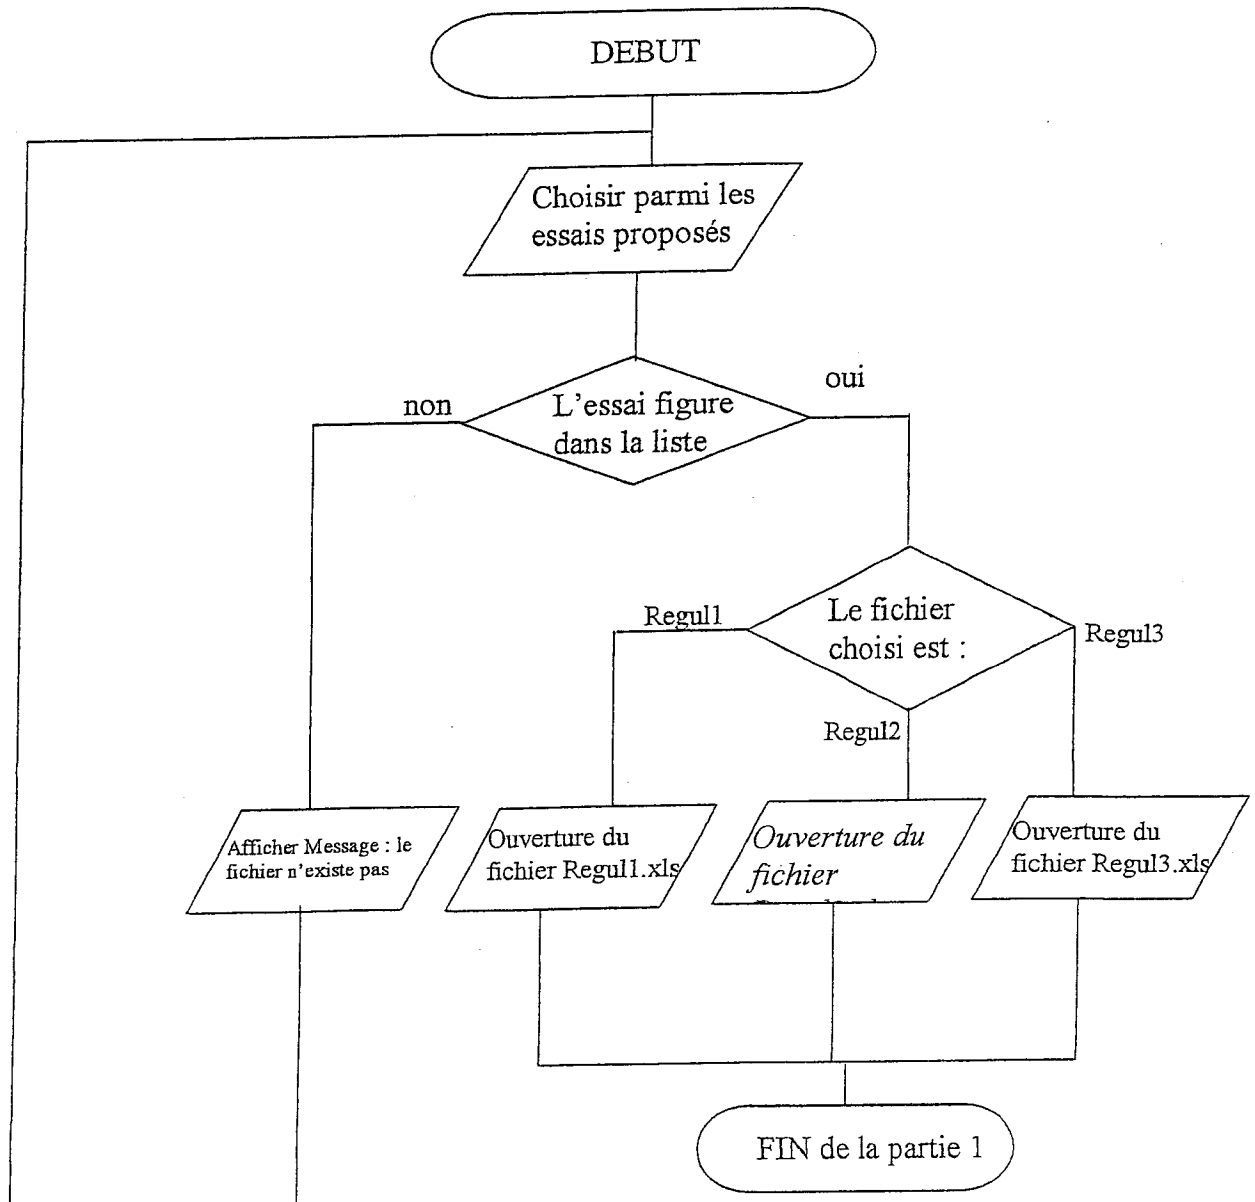 DEBUT
Choisir parmi les
essais proposés
oui
non
L'essai figure
dans la liste
Regul1
Le fichier
choisi est :
Regul3
Regul2
Afficher Message : le
fichier n'existe pas
Ouverture du
fichier Regul1.xls
Ouverture du
fichier
Ouverture du
fichier Regul3.xls
FIN de la partie 1